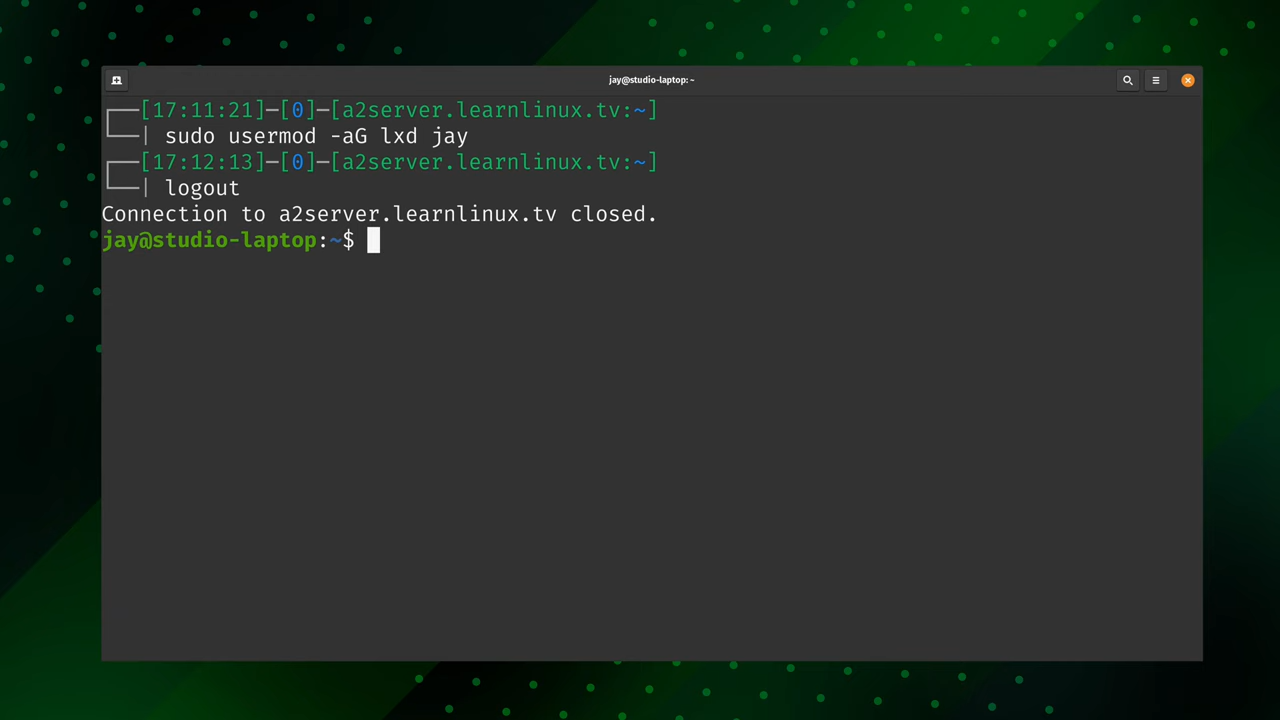 jay@studio-laptop: ~
┌──[17:11:21]─[0]─[a2server.learnlinux.tv:~]
└──| sudo usermod -aG lxd jay
┌──[17:12:13]─[0]─[a2server.learnlinux.tv:~]
└──| logout
Connection to a2server.learnlinux.tv closed.
jay@studio-laptop:~$